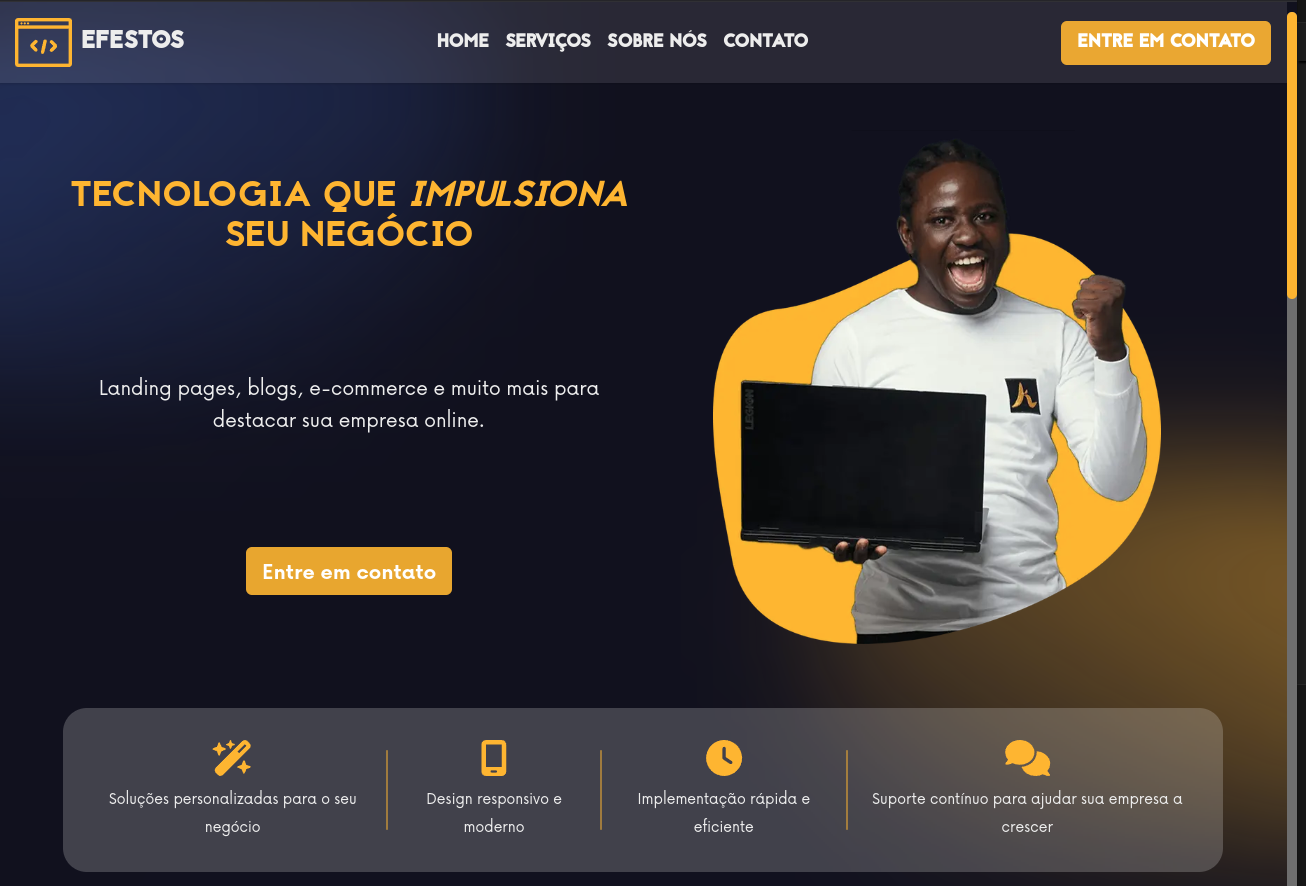 EFESTOS
HOME SERVIÇOS SOBRE NÓS CONTATO
ENTRE EM CONTATO
TECNOLOGIA QUE IMPULSIONA
SEU NEGÓCIO
Landing pages, blogs, e-commerce e muito mais para
destacar sua empresa online.
Entre em contato
LEGION
Soluções personalizadas para o seu
negócio
Design responsivo e
moderno
Implementação rápida e
eficiente
Suporte contínuo para ajudar sua empresa a
crescer